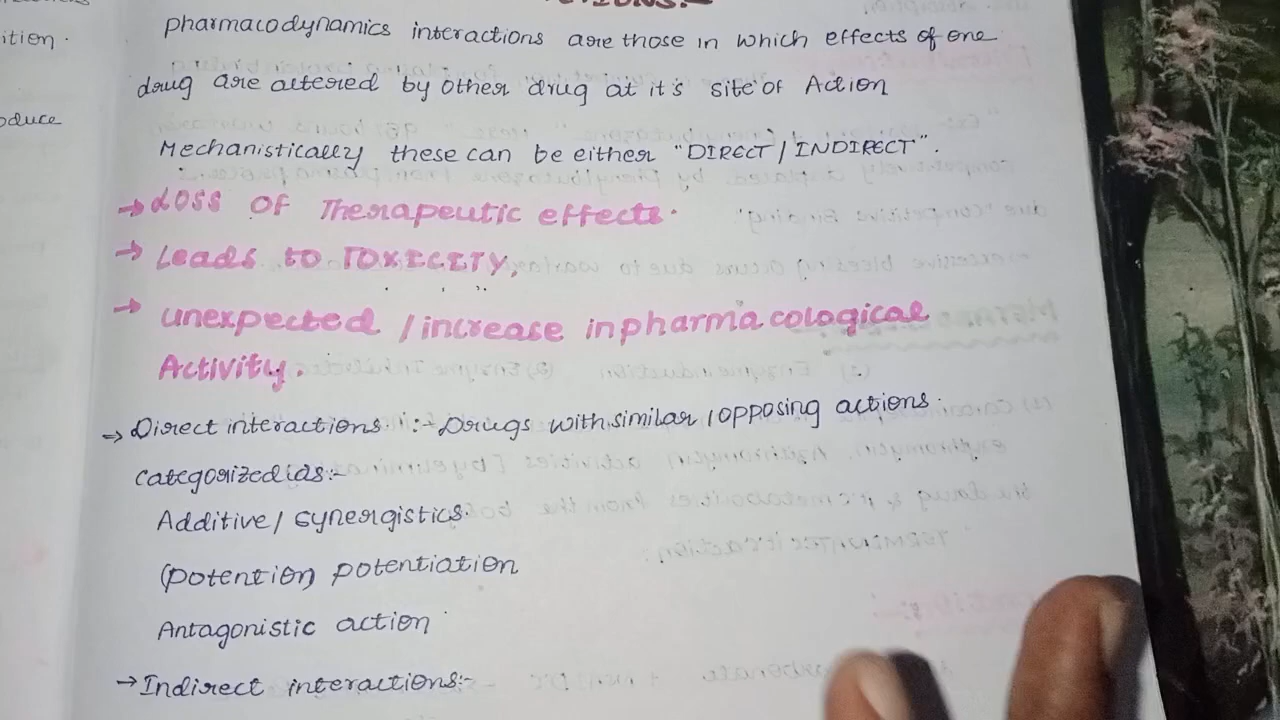 ition.
oduce
pharmacodynamics interactions are those in which effects of one
drug are altered by other drug at it's site of Action
Mechanistically these can be either "DIRECT / INDIRECT".
→ Loss OF Therapeutic effects.
→ Leads to TOXICITY,
→ unexpected / increase in pharmacological
Activity.
⇒ Direct interactions :- Drugs with similar / opposing actions.
categorized as:-
Additive / synergistics.
(potention) potentiation
Antagonistic action
→ Indirect interactions:-